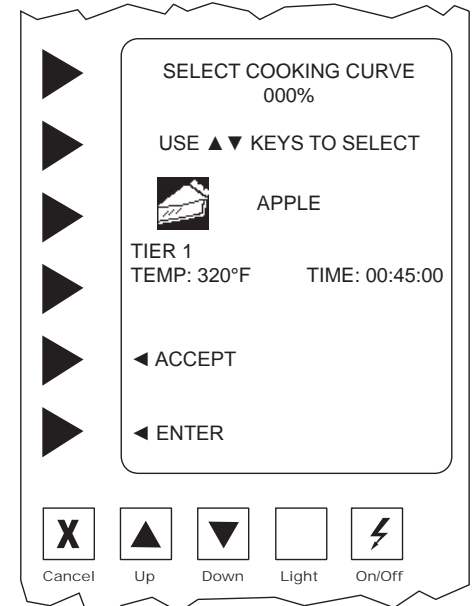 SELECT COOKING CURVE
000%
USE ▲▼ KEYS TO SELECT
APPLE
TIER 1
TEMP: 320°F TIME: 00:45:00
◄ ACCEPT
◄ ENTER
X
Cancel Up Down Light On/Off